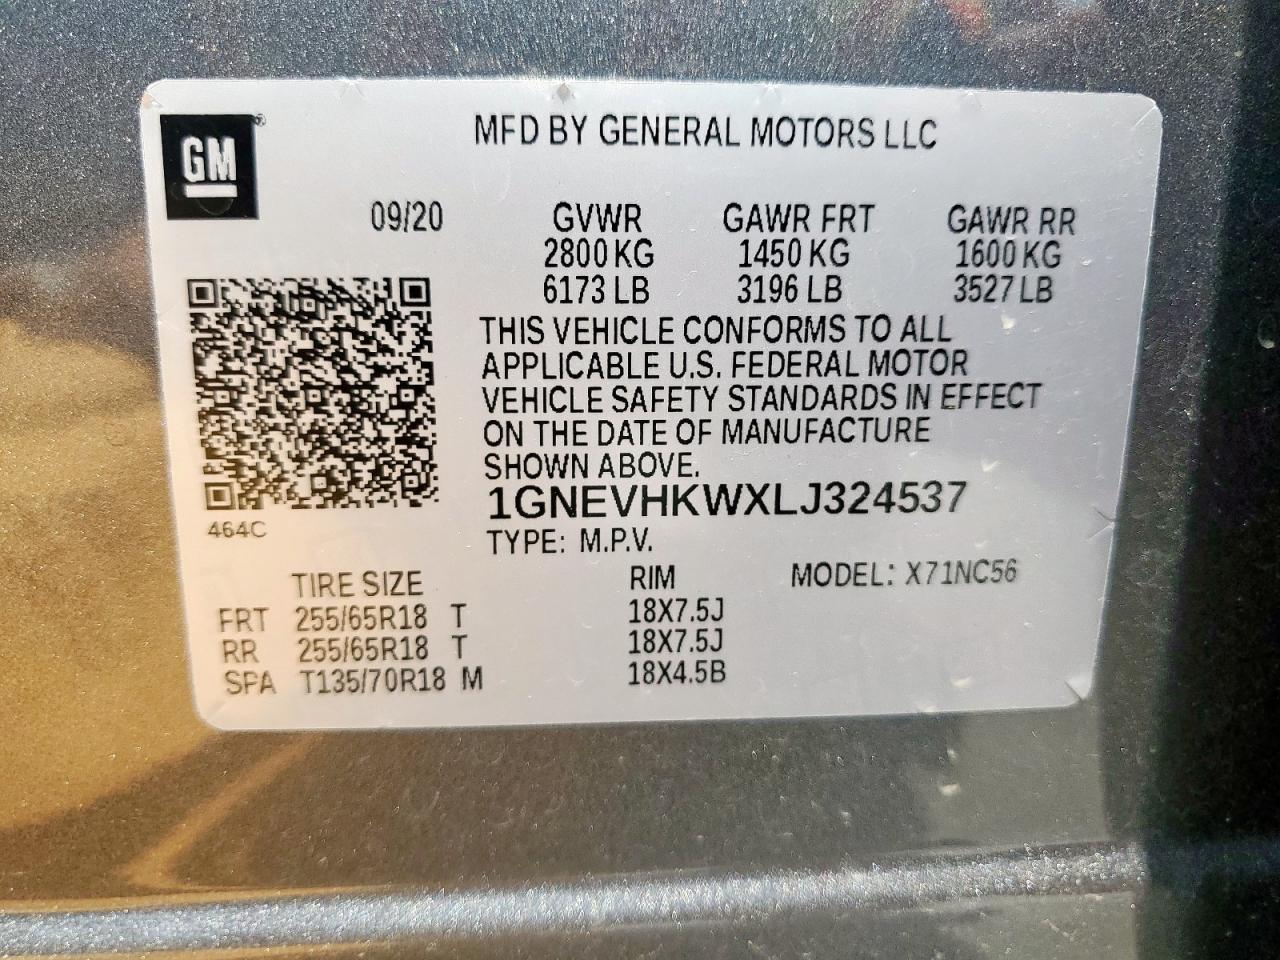 GM®
MFD BY GENERAL MOTORS LLC
09/20 GVWR GAWR FRT GAWR RR
2800 KG 1450 KG 1600 KG
6173 LB 3196 LB 3527 LB
THIS VEHICLE CONFORMS TO ALL
APPLICABLE U.S. FEDERAL MOTOR
VEHICLE SAFETY STANDARDS IN EFFECT
ON THE DATE OF MANUFACTURE
SHOWN ABOVE.
1GNEVHKWXLJ324537
464C
TYPE: M.P.V.
TIRE SIZE RIM MODEL: X71NC56
FRT 255/65R18 T 18X7.5J
RR 255/65R18 T 18X7.5J
SPA T135/70R18 M 18X4.5B